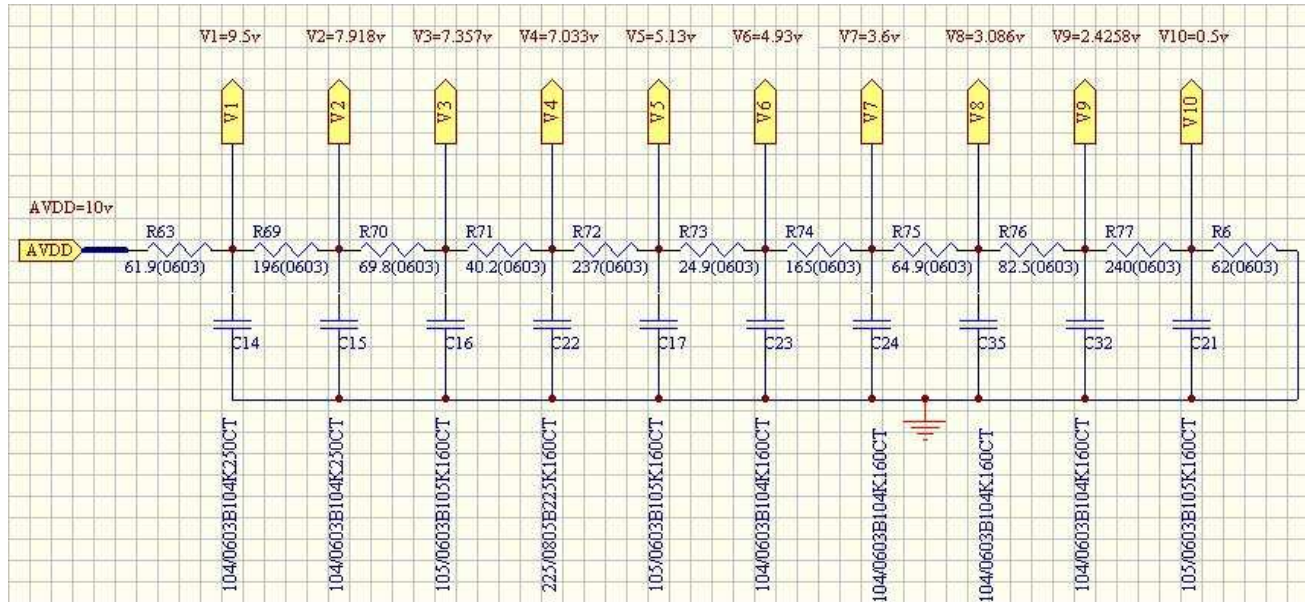 V1=9.5v V2=7.918v V3=7.357v V4=7.033v V5=5.13v V6=4.93v V7=3.6v V8=3.086v V9=2.4258v V10=0.5v
V1 V2 V3 V4 V5 V6 V7 V8 V9 V10
AVDD=10v
R63 R69 R70 R71 R72 R73 R74 R75 R76 R77 R6
AVDD
61.9(0603) 196(0603) 69.8(0603) 40.2(0603) 237(0603) 24.9(0603) 165(0603) 64.9(0603) 82.5(0603) 240(0603) 62(0603)
C14 C15 C16 C22 C17 C23 C24 C35 C32 C21
104/0603B104K250CT
104/0603B104K250CT
105/0603B105K160CT
225/0805B225K160CT
105/0603B105K160CT
104/0603B104K160CT
104/0603B104K160CT
104/0603B104K160CT
104/0603B104K160CT
105/0603B105K160CT